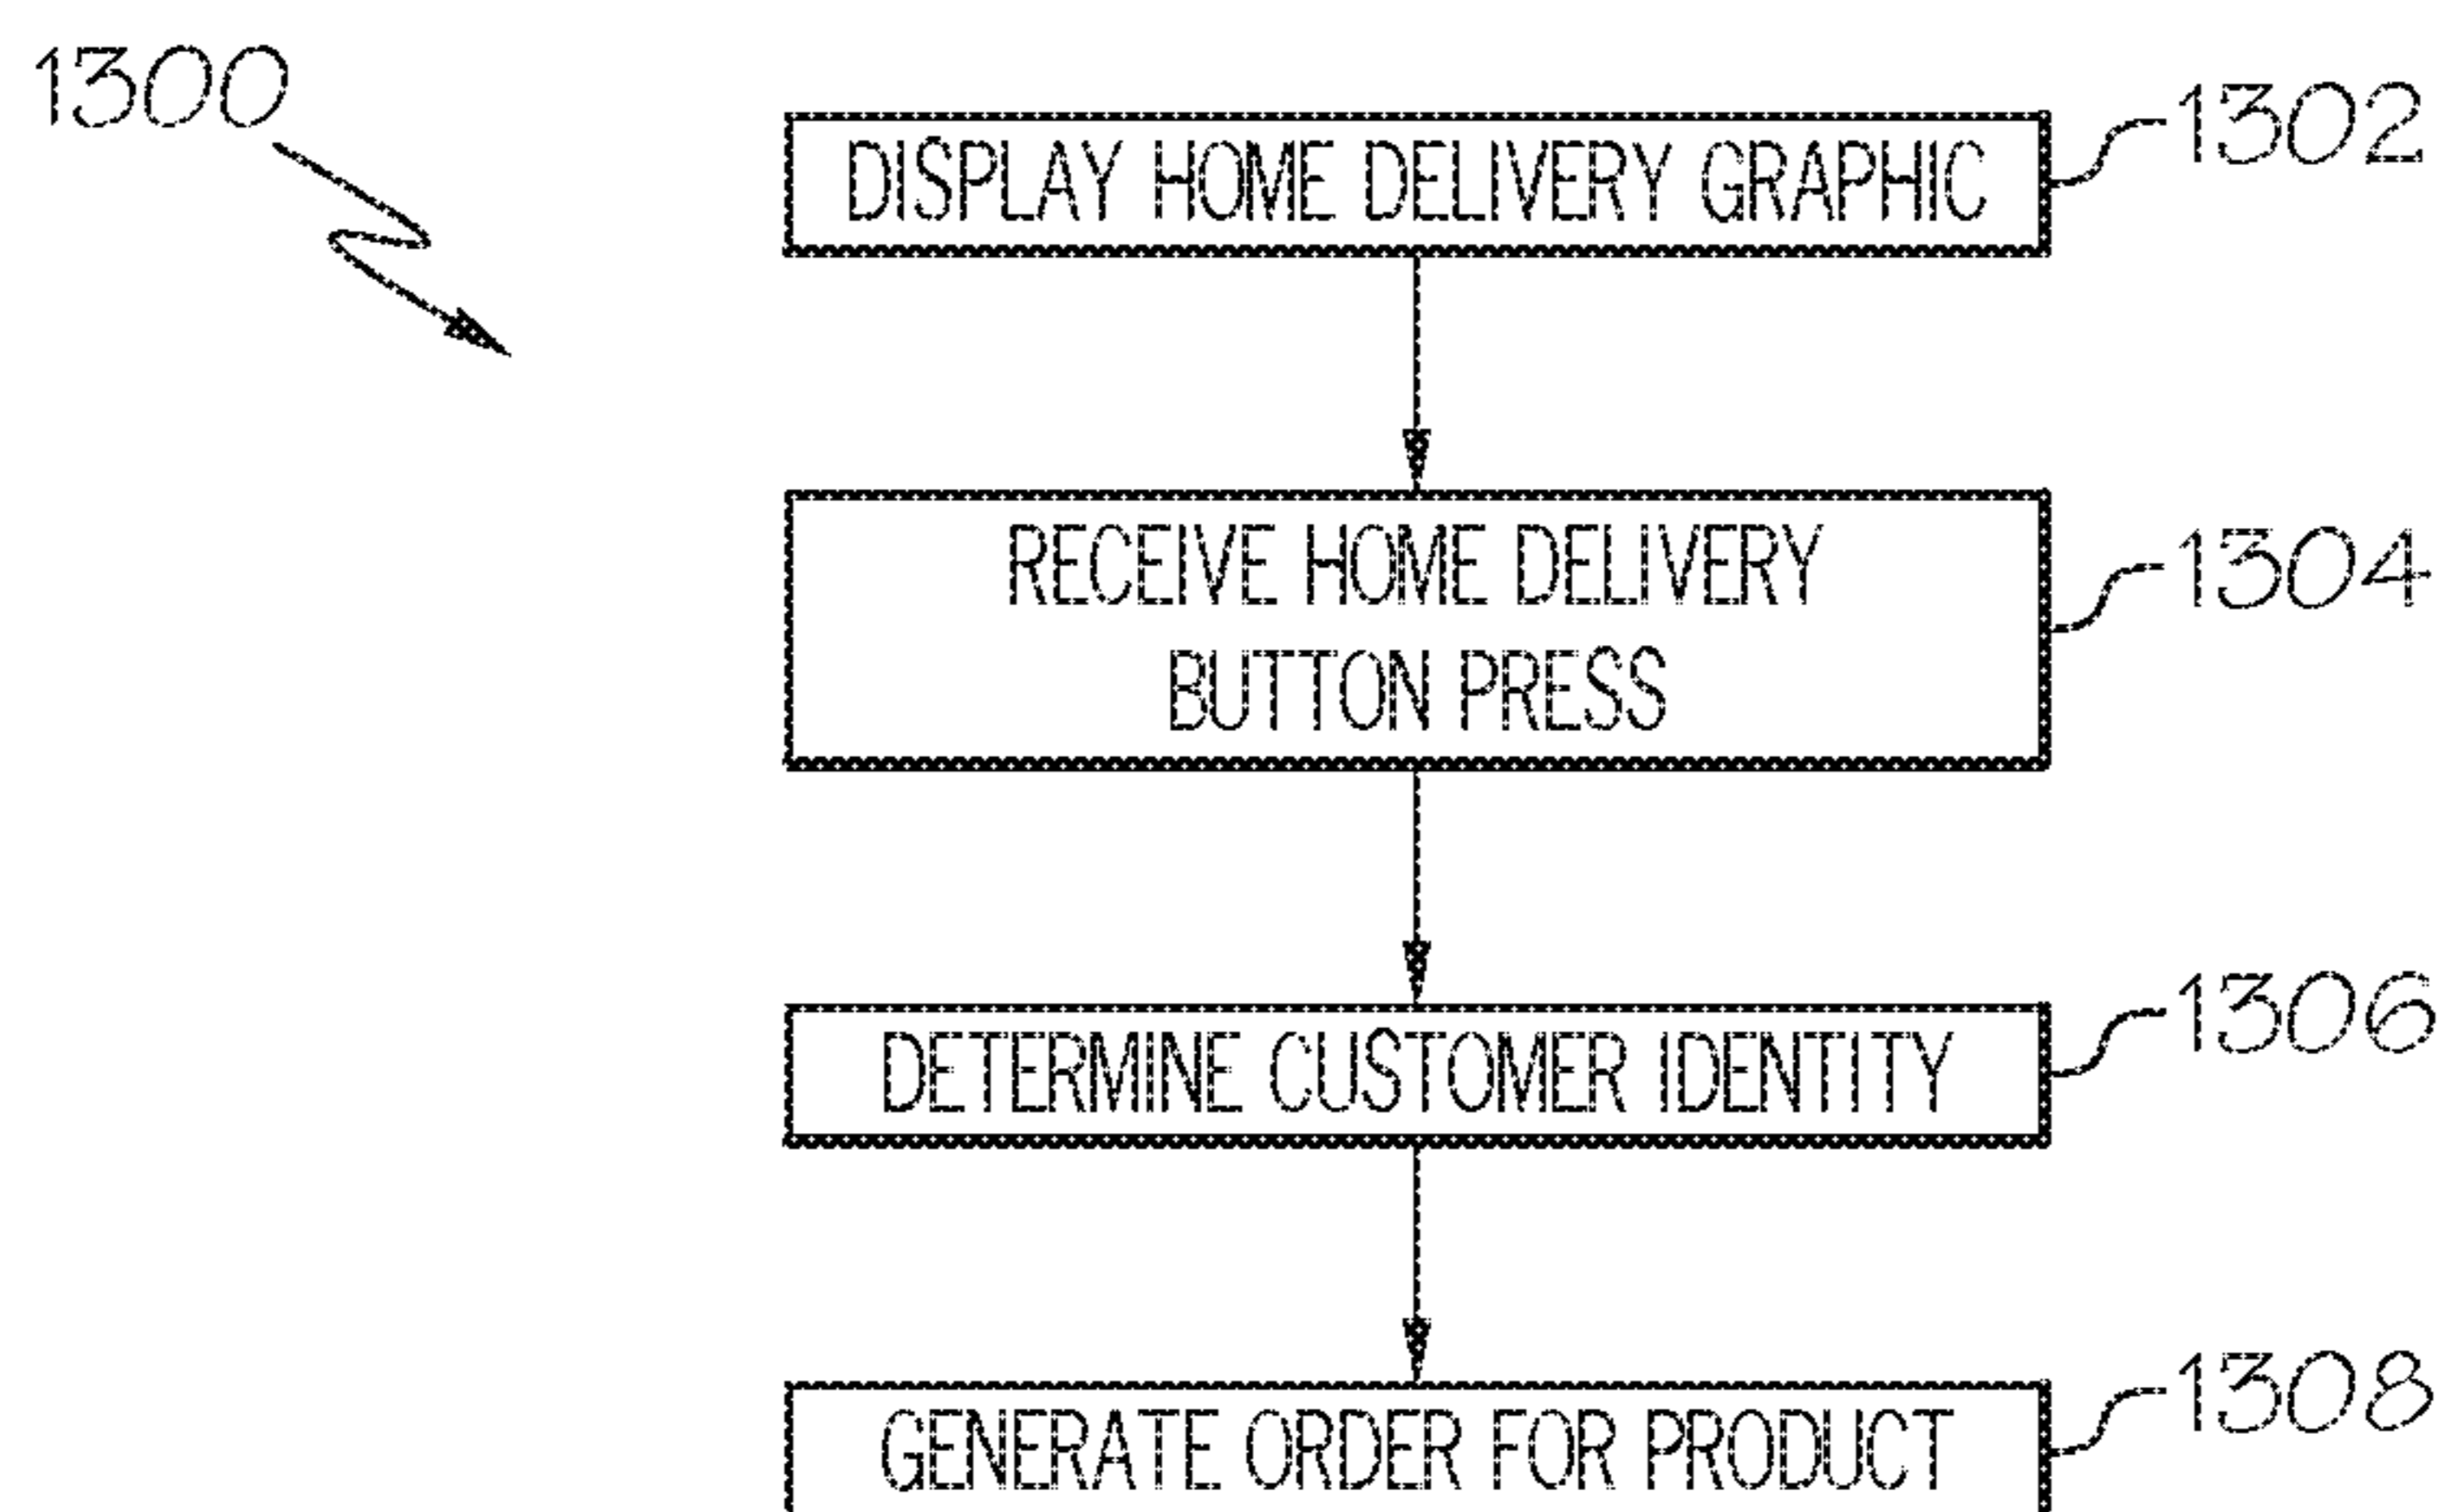 1300
DISPLAY HOME DELIVERY GRAPHIC
1302
RECEIVE HOME DELIVERY
BUTTON PRESS
1304
DETERMINE CUSTOMER IDENTITY
1306
GENERATE ORDER FOR PRODUCT
1308